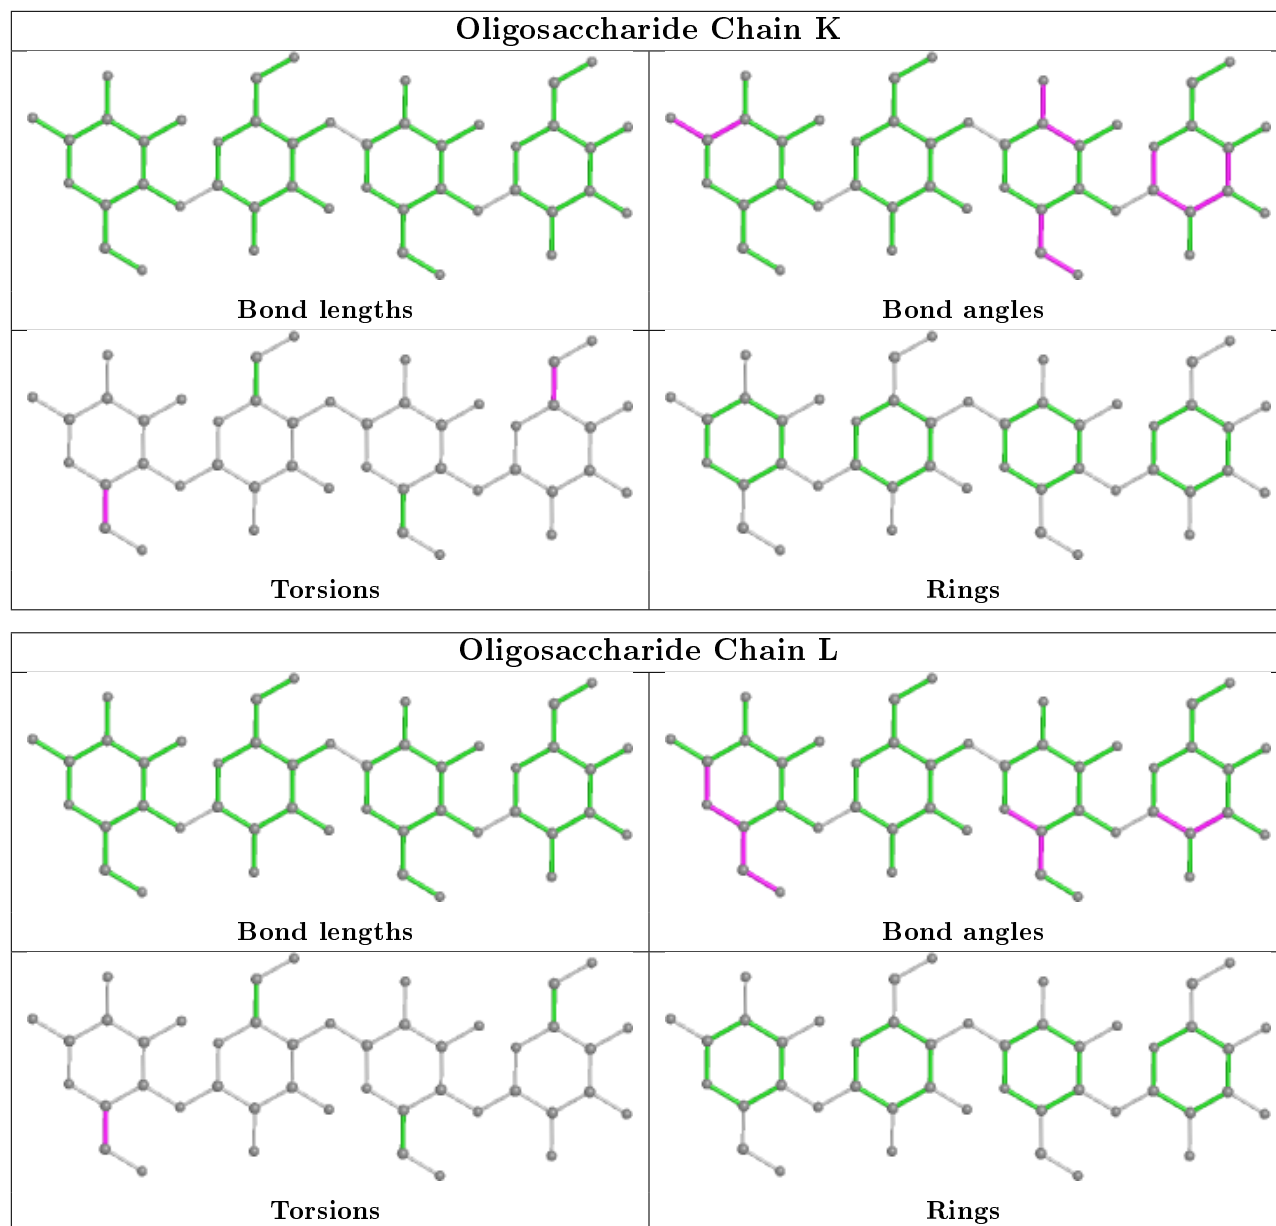 Oligosaccharide Chain K
Bond lengths
Bond angles
Torsions
Rings
Oligosaccharide Chain L
Bond lengths
Bond angles
Torsions
Rings